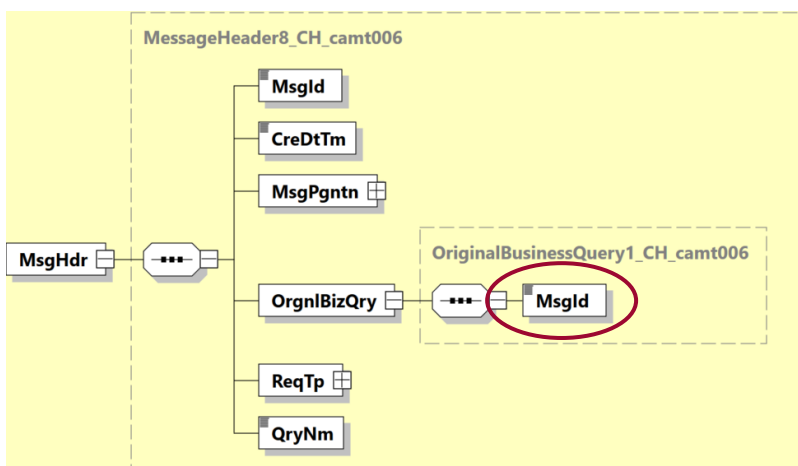 MessageHeader8_CH_camt006
MsgId
CreDtTm
MsgPgntn
MsgHdr
OriginalBusinessQuery1_CH_camt006
OrgnlBizQry
MsgId
ReqTp
QryNm